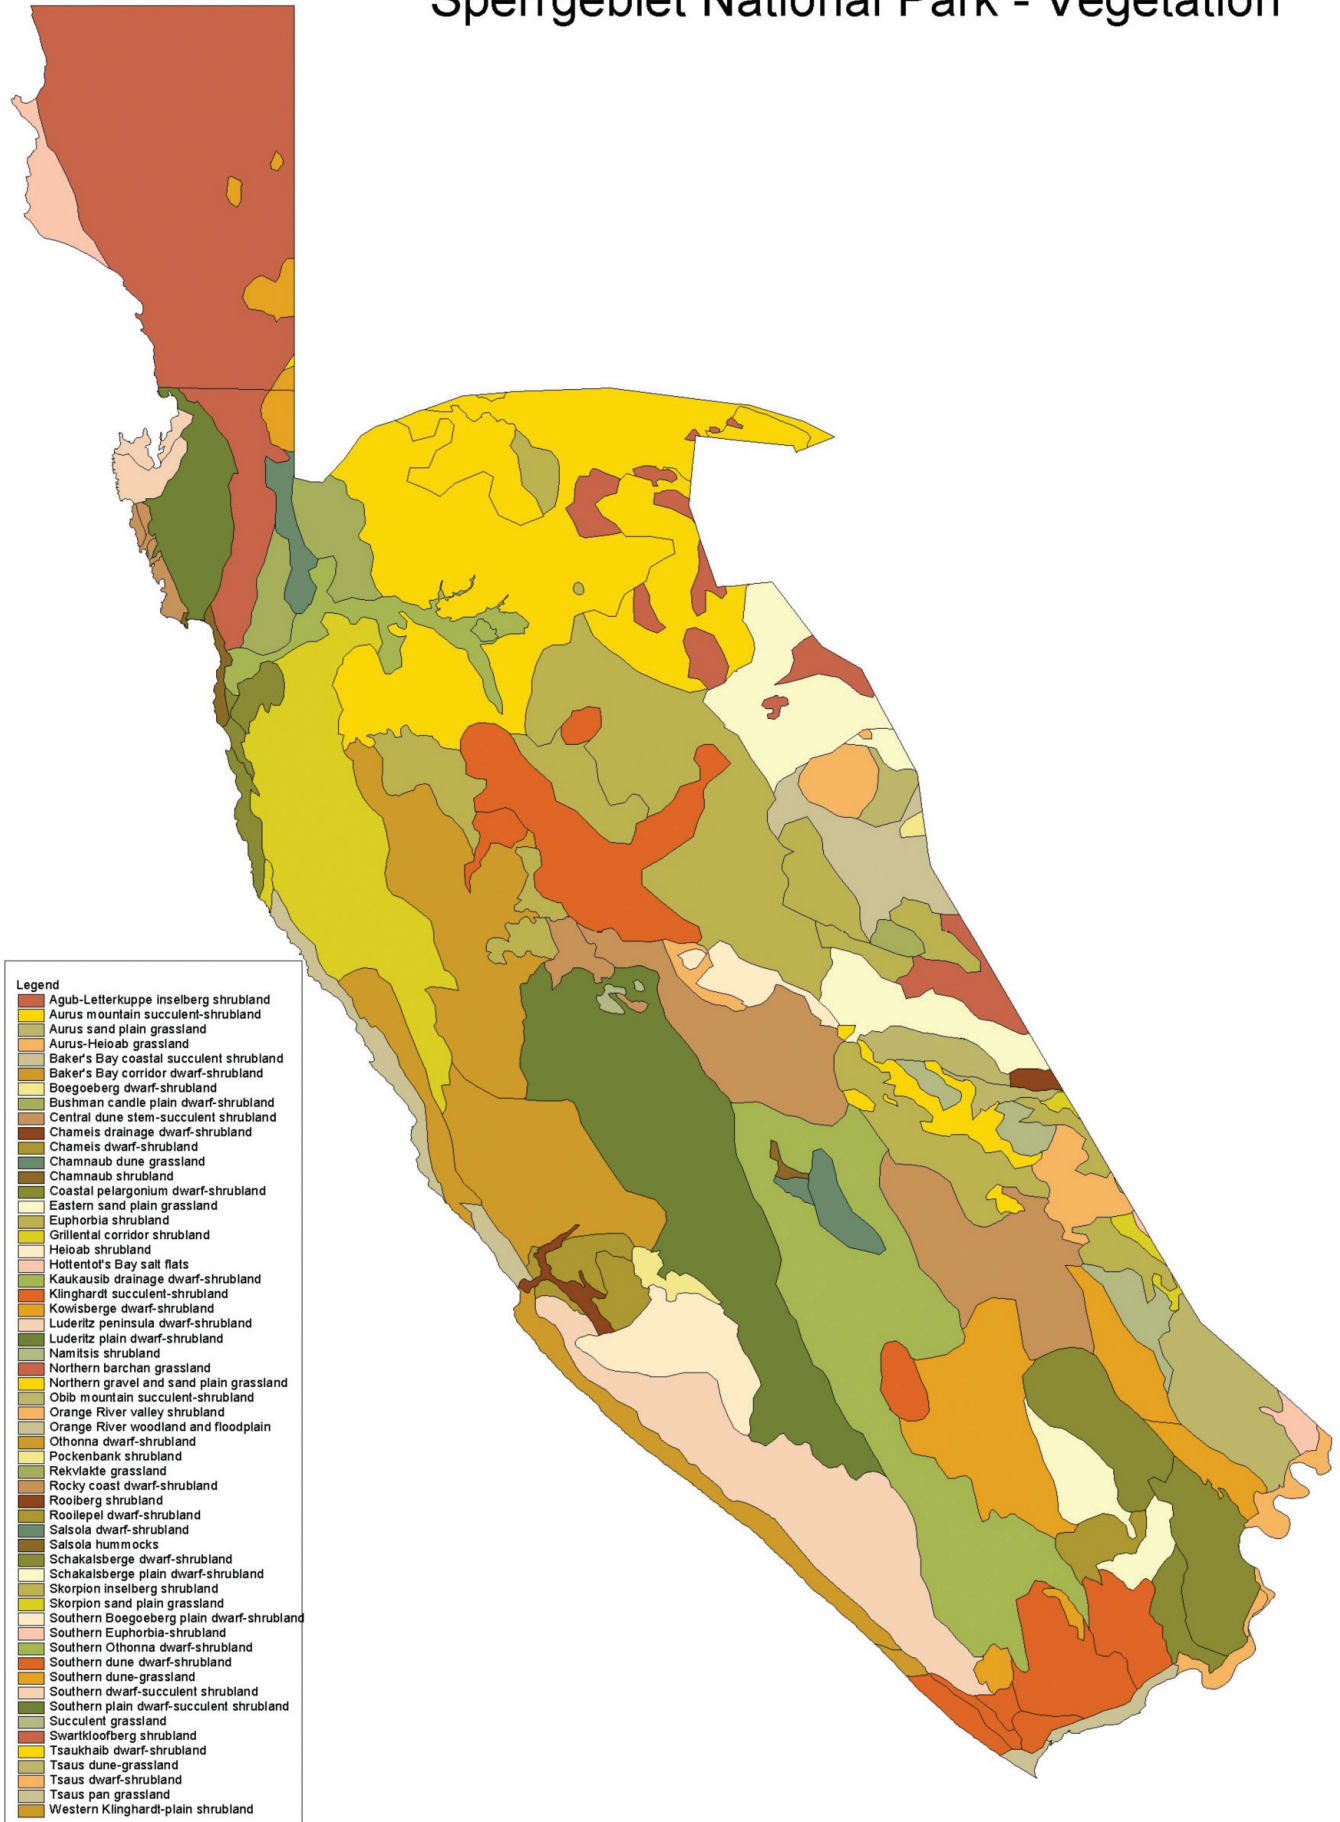 Sperrgebiet National Park - Vegetation
Legend
Agub-Letterkuppe inselberg shrubland
Aurus mountain succulent-shrubland
Aurus sand plain grassland
Aurus-Heioab grassland
Baker's Bay coastal succulent shrubland
Baker's Bay corridor dwarf-shrubland
Boegoeberg dwarf-shrubland
Bushman candle plain dwarf-shrubland
Central dune stem-succulent shrubland
Chameis drainage dwarf-shrubland
Chameis dwarf-shrubland
Chamnaub dune grassland
Chamnaub shrubland
Coastal pelargonium dwarf-shrubland
Eastern sand plain grassland
Euphorbia shrubland
Grillental corridor shrubland
Heioab shrubland
Hottentot's Bay salt flats
Kaukausib drainage dwarf-shrubland
Klinghardt succulent-shrubland
Kowisberge dwarf-shrubland
Luderitz peninsula dwarf-shrubland
Luderitz plain dwarf-shrubland
Namitsis shrubland
Northern barchan grassland
Northern gravel and sand plain grassland
Obib mountain succulent-shrubland
Orange River valley shrubland
Orange River woodland and floodplain
Othonna dwarf-shrubland
Pockenbank shrubland
Rekvlakte grassland
Rocky coast dwarf-shrubland
Rooiberg shrubland
Rooilepel dwarf-shrubland
Salsola dwarf-shrubland
Salsola hummocks
Schakalsberge dwarf-shrubland
Schakalsberge plain dwarf-shrubland
Skorpion inselberg shrubland
Skorpion sand plain grassland
Southern Boegoeberg plain dwarf-shrubland
Southern Euphorbia-shrubland
Southern Othonna dwarf-shrubland
Southern dune dwarf-shrubland
Southern dune-grassland
Southern dwarf-succulent shrubland
Southern plain dwarf-succulent shrubland
Succulent grassland
Swartkloofberg shrubland
Tsaukhaib dwarf-shrubland
Tsaus dune-grassland
Tsaus dwarf-shrubland
Tsaus pan grassland
Western Klinghardt-plain shrubland